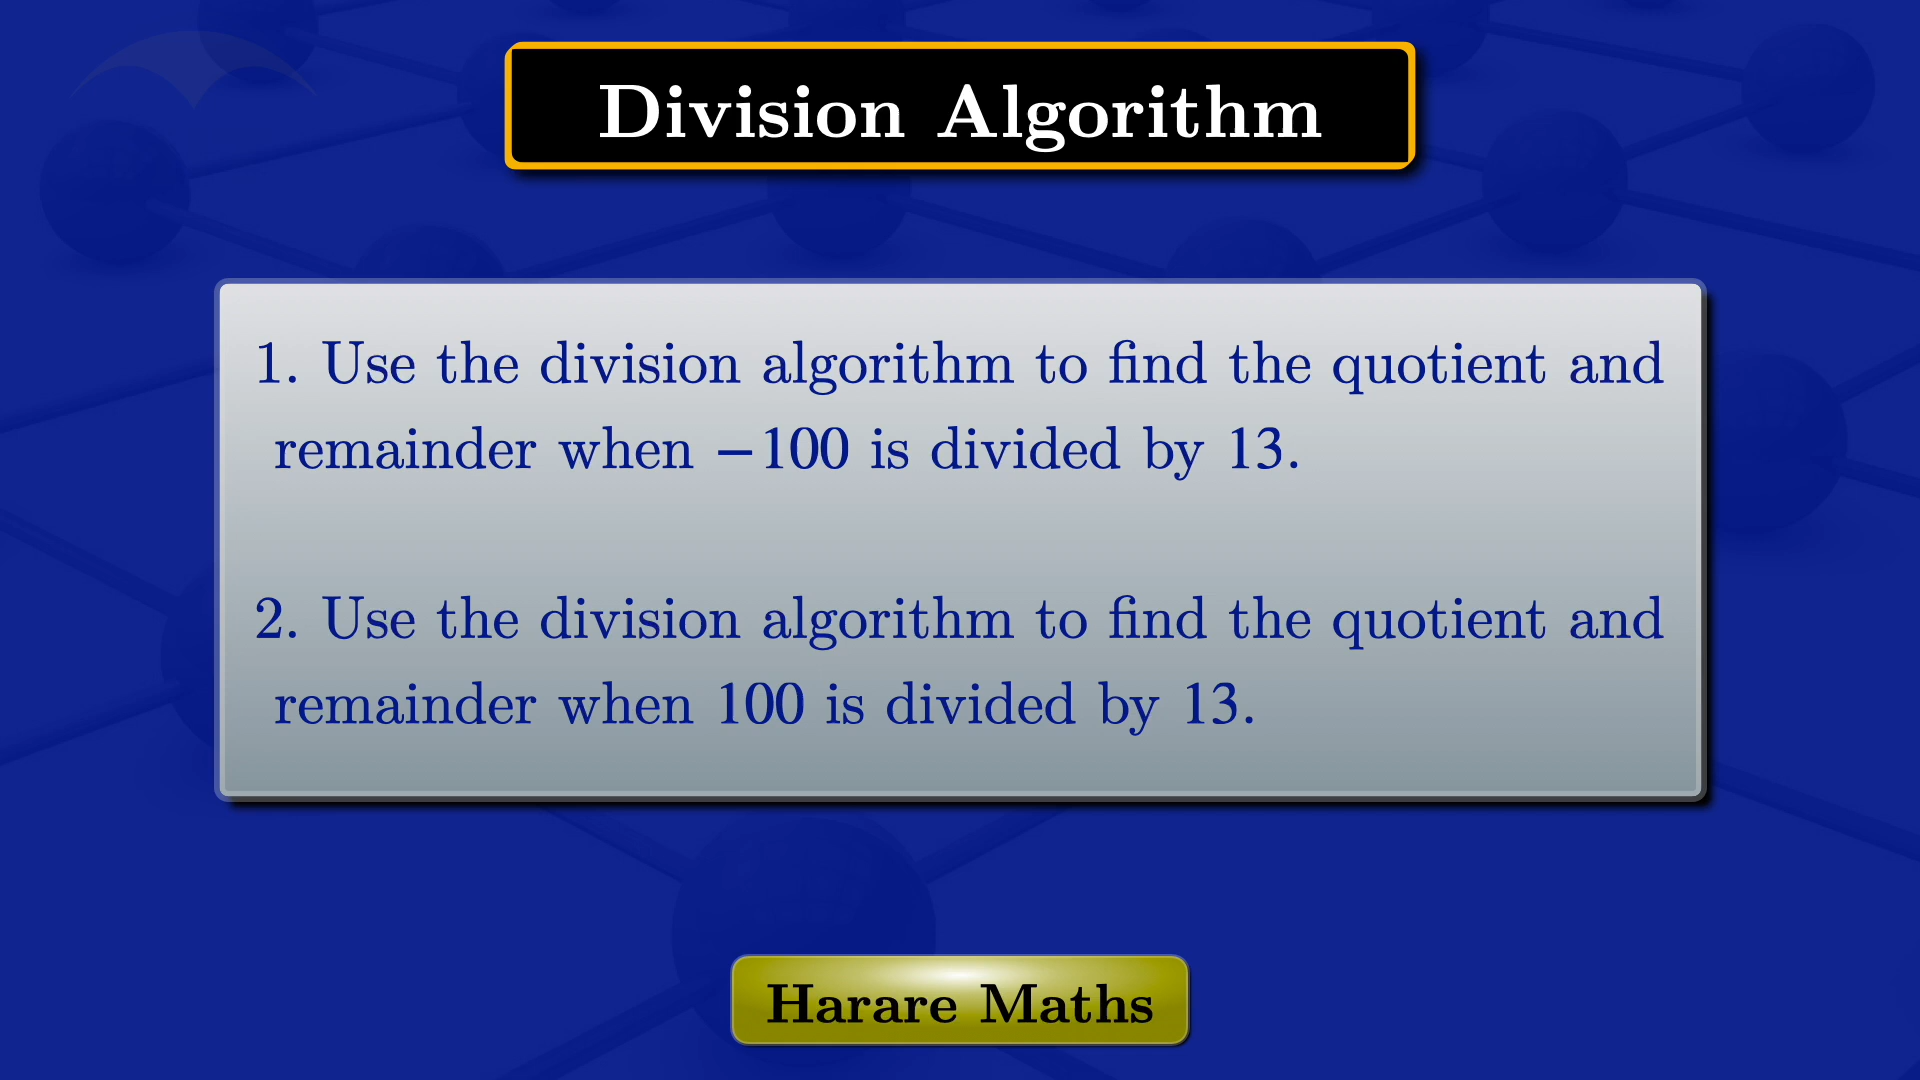 Division Algorithm
1. Use the division algorithm to find the quotient and
remainder when −100 is divided by 13.
2. Use the division algorithm to find the quotient and
remainder when 100 is divided by 13.
Harare Maths